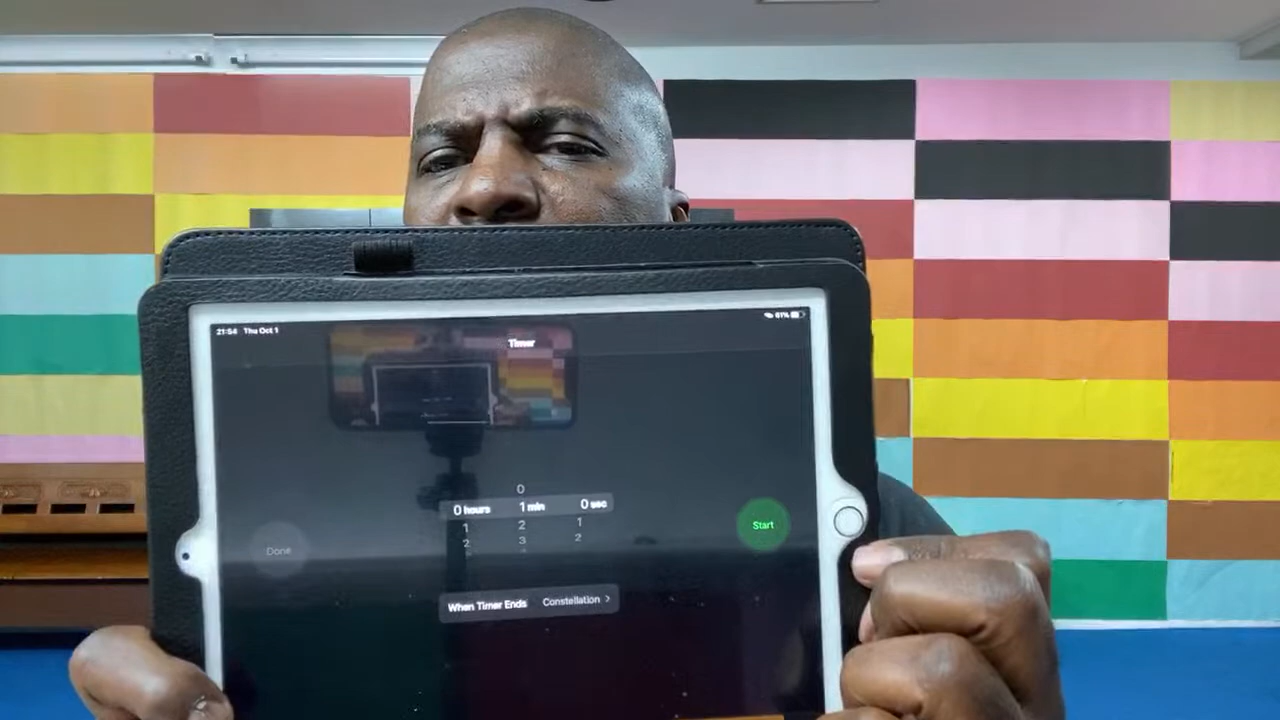 21:54 Thu Oct 1
61%
Timer
0
0 hours 1 min 0 sec
1 2 1
2 3 2
Done
Start
When Timer Ends Constellation >